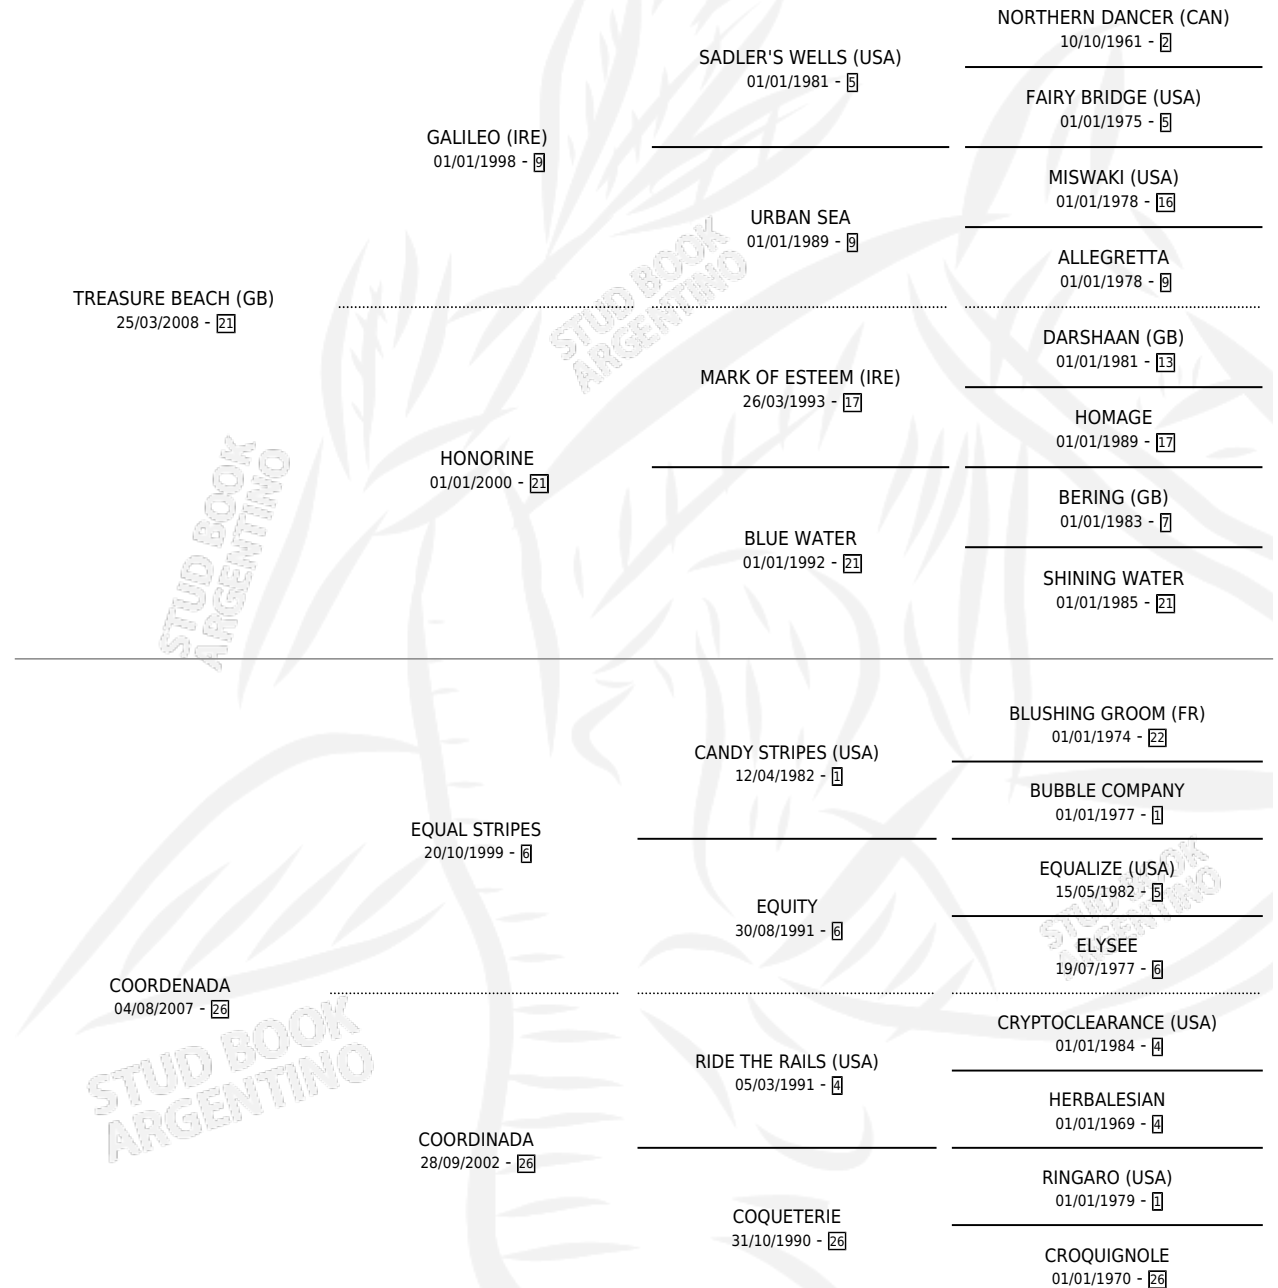 NORTHERN DANCER (CAN)
10/10/1961 - 2
SADLER'S WELLS (USA)
01/01/1981 - 5
FAIRY BRIDGE (USA)
01/01/1975 - 5
GALILEO (IRE)
01/01/1998 - 9
MISWAKI (USA)
01/01/1978 - 16
URBAN SEA
01/01/1989 - 9
ALLEGRETTA
01/01/1978 - 9
TREASURE BEACH (GB)
25/03/2008 - 21
DARSHAAN (GB)
01/01/1981 - 13
MARK OF ESTEEM (IRE)
26/03/1993 - 17
HOMAGE
01/01/1989 - 17
HONORINE
01/01/2000 - 21
BERING (GB)
01/01/1983 - 7
BLUE WATER
01/01/1992 - 21
SHINING WATER
01/01/1985 - 21
BLUSHING GROOM (FR)
01/01/1974 - 22
CANDY STRIPES (USA)
12/04/1982 - 1
BUBBLE COMPANY
01/01/1977 - 1
EQUAL STRIPES
20/10/1999 - 6
EQUALIZE (USA)
15/05/1982 - 5
EQUITY
30/08/1991 - 6
ELYSEE
19/07/1977 - 6
COORDENADA
04/08/2007 - 26
CRYPTOCLEARANCE (USA)
01/01/1984 - 4
RIDE THE RAILS (USA)
05/03/1991 - 4
HERBALESIAN
01/01/1969 - 4
COORDINADA
28/09/2002 - 26
RINGARO (USA)
01/01/1979 - 1
COQUETERIE
31/10/1990 - 26
CROQUIGNOLE
01/01/1970 - 26
STUD BOOK
ARGENTINO
STUD BOOK
ARGENTINO
STUD BOOK
ARGENTINO
STUD BOOK
ARGENTINO